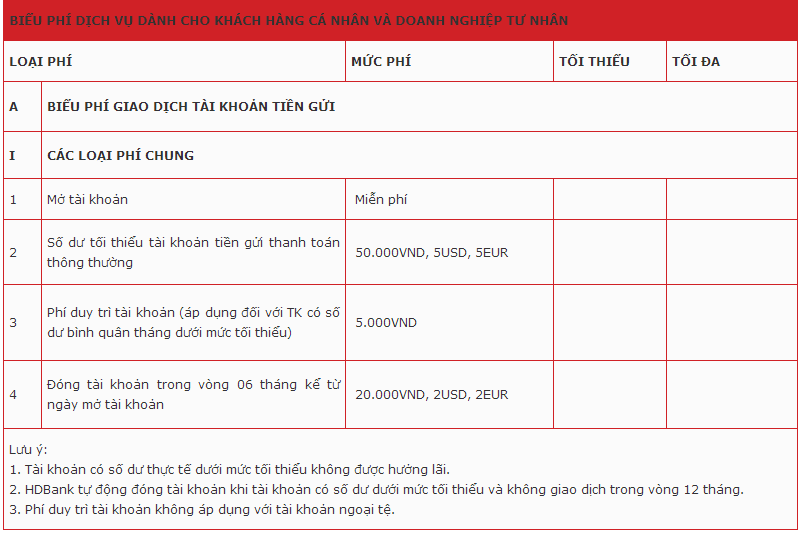 BIỂU PHÍ DỊCH VỤ DÀNH CHO KHÁCH HÀNG CÁ NHÂN VÀ DOANH NGHIỆP TƯ NHÂN
LOẠI PHÍ MỨC PHÍ TỐI THIỂU TỐI ĐA
A BIỂU PHÍ GIAO DỊCH TÀI KHOẢN TIỀN GỬI
I CÁC LOẠI PHÍ CHUNG
1 Mở tài khoản Miễn phí
2 Số dư tối thiểu tài khoản tiền gửi thanh toán
thông thường 50.000VND, 5USD, 5EUR
3 Phí duy trì tài khoản (áp dụng đối với TK có số
dư bình quân tháng dưới mức tối thiểu) 5.000VND
4 Đóng tài khoản trong vòng 06 tháng kể từ
ngày mở tài khoản 20.000VND, 2USD, 2EUR
Lưu ý:
1. Tài khoản có số dư thực tế dưới mức tối thiểu không được hưởng lãi.
2. HDBank tự động đóng tài khoản khi tài khoản có số dư dưới mức tối thiểu và không giao dịch trong vòng 12 tháng.
3. Phí duy trì tài khoản không áp dụng với tài khoản ngoại tệ.